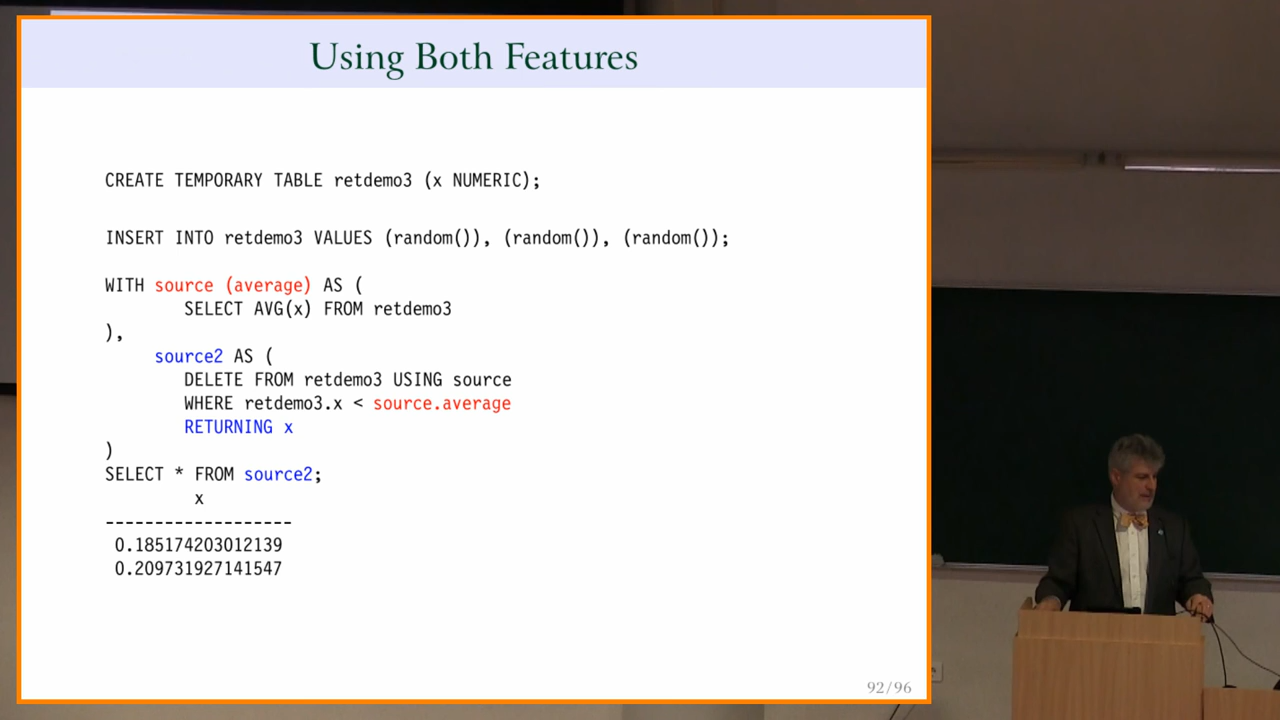 Using Both Features
CREATE TEMPORARY TABLE retdemo3 (x NUMERIC);
INSERT INTO retdemo3 VALUES (random()), (random()), (random());
WITH source (average) AS (
SELECT AVG(x) FROM retdemo3
),
source2 AS (
DELETE FROM retdemo3 USING source
WHERE retdemo3.x < source.average
RETURNING x
)
SELECT * FROM source2;
x
-------------------
0.185174203012139
0.209731927141547
92/96